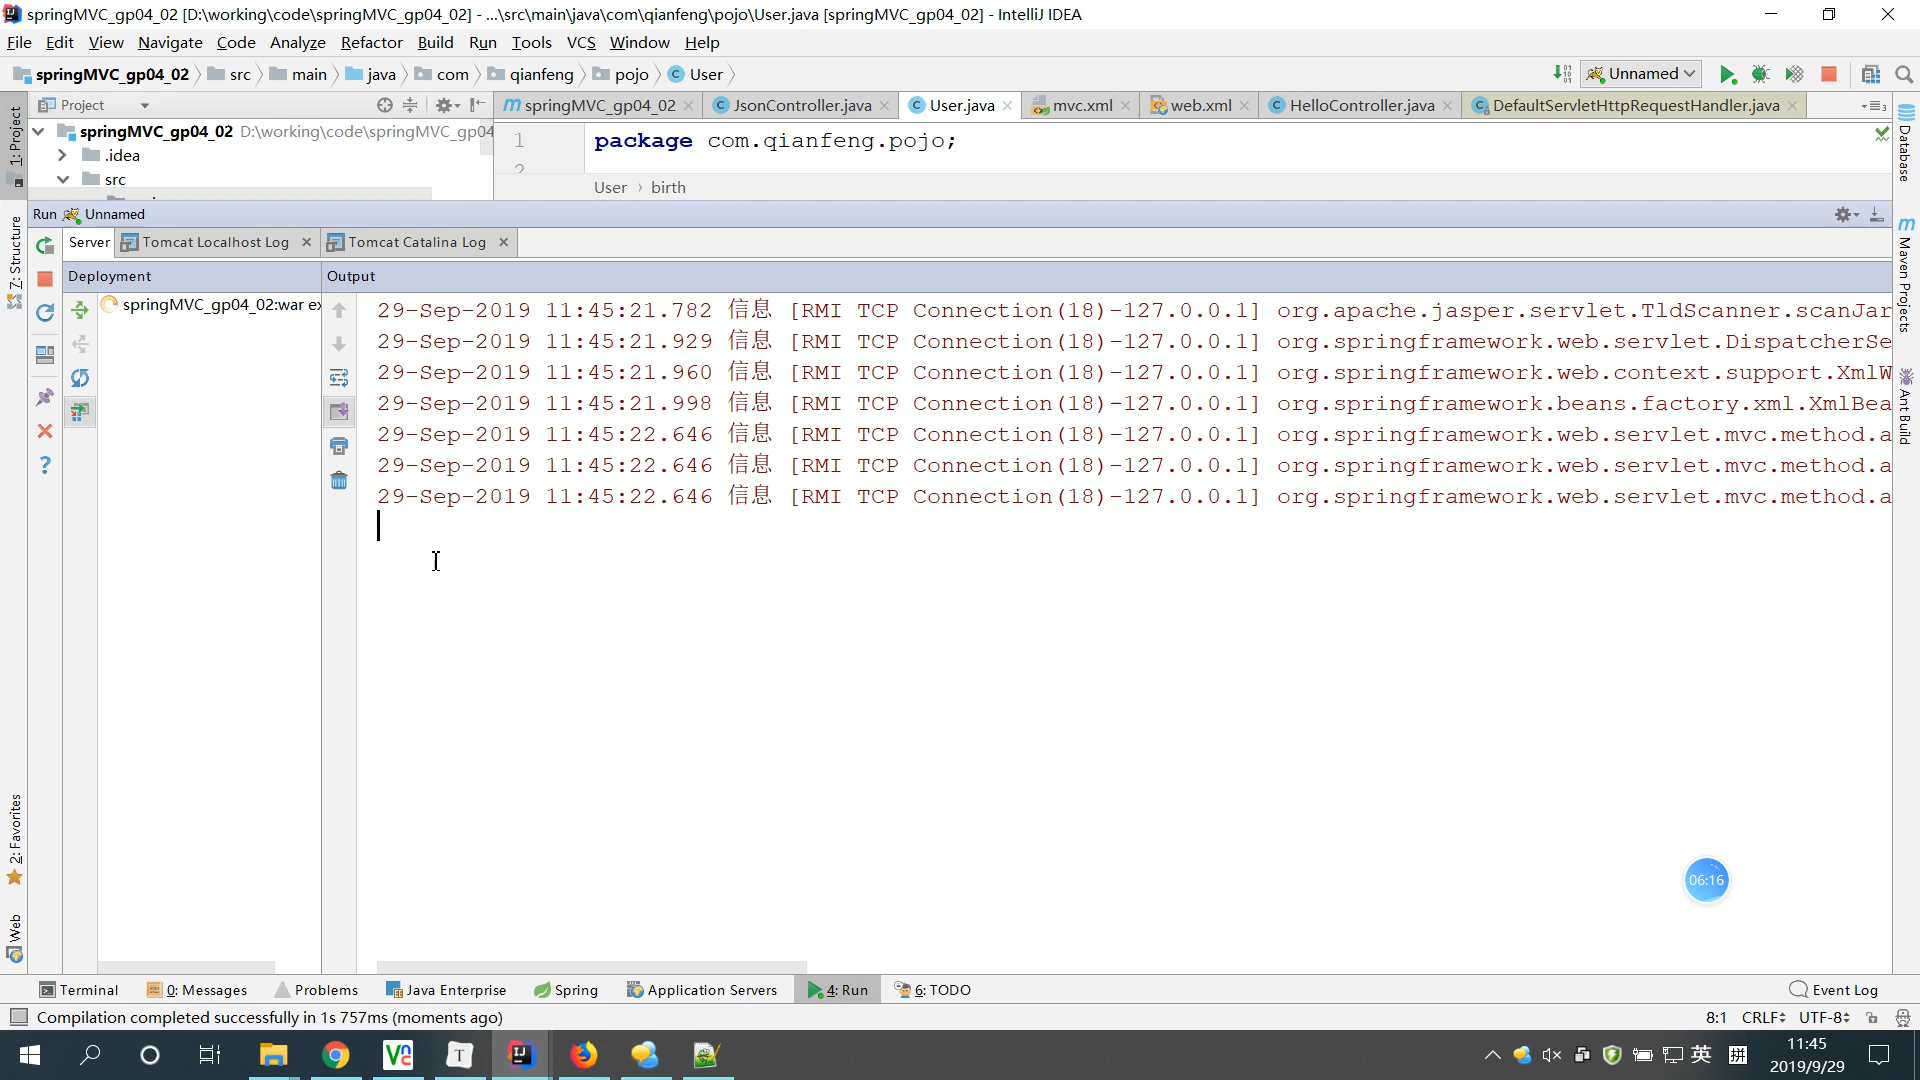 springMVC_gp04_02 [D:\working\code\springMVC_gp04_02] - ...\src\main\java\com\qianfeng\pojo\User.java [springMVC_gp04_02] - IntelliJ IDEA
File Edit View Navigate Code Analyze Refactor Build Run Tools VCS Window Help
springMVC_gp04_02 src main java com qianfeng pojo User Unnamed
Project springMVC_gp04_02 JsonController.java User.java mvc.xml web.xml HelloController.java DefaultServletHttpRequestHandler.java
springMVC_gp04_02 D:\working\code\springMVC_gp04
1 package com.qianfeng.pojo;
.idea
2
src
User › birth
Run Unnamed
Server Tomcat Localhost Log Tomcat Catalina Log
Deployment Output
springMVC_gp04_02:war ex
29-Sep-2019 11:45:21.782 信息 [RMI TCP Connection(18)-127.0.0.1] org.apache.jasper.servlet.TldScanner.scanJar
29-Sep-2019 11:45:21.929 信息 [RMI TCP Connection(18)-127.0.0.1] org.springframework.web.servlet.DispatcherSe
29-Sep-2019 11:45:21.960 信息 [RMI TCP Connection(18)-127.0.0.1] org.springframework.web.context.support.XmlW
29-Sep-2019 11:45:21.998 信息 [RMI TCP Connection(18)-127.0.0.1] org.springframework.beans.factory.xml.XmlBea
29-Sep-2019 11:45:22.646 信息 [RMI TCP Connection(18)-127.0.0.1] org.springframework.web.servlet.mvc.method.a
29-Sep-2019 11:45:22.646 信息 [RMI TCP Connection(18)-127.0.0.1] org.springframework.web.servlet.mvc.method.a
29-Sep-2019 11:45:22.646 信息 [RMI TCP Connection(18)-127.0.0.1] org.springframework.web.servlet.mvc.method.a
1: Project
7: Structure
2: Favorites
Web
Database
Maven Projects
Ant Build
06:16
Terminal 0: Messages Problems Java Enterprise Spring Application Servers 4: Run 6: TODO Event Log
Compilation completed successfully in 1s 757ms (moments ago) 8:1 CRLF UTF-8
英 拼 11:45
2019/9/29